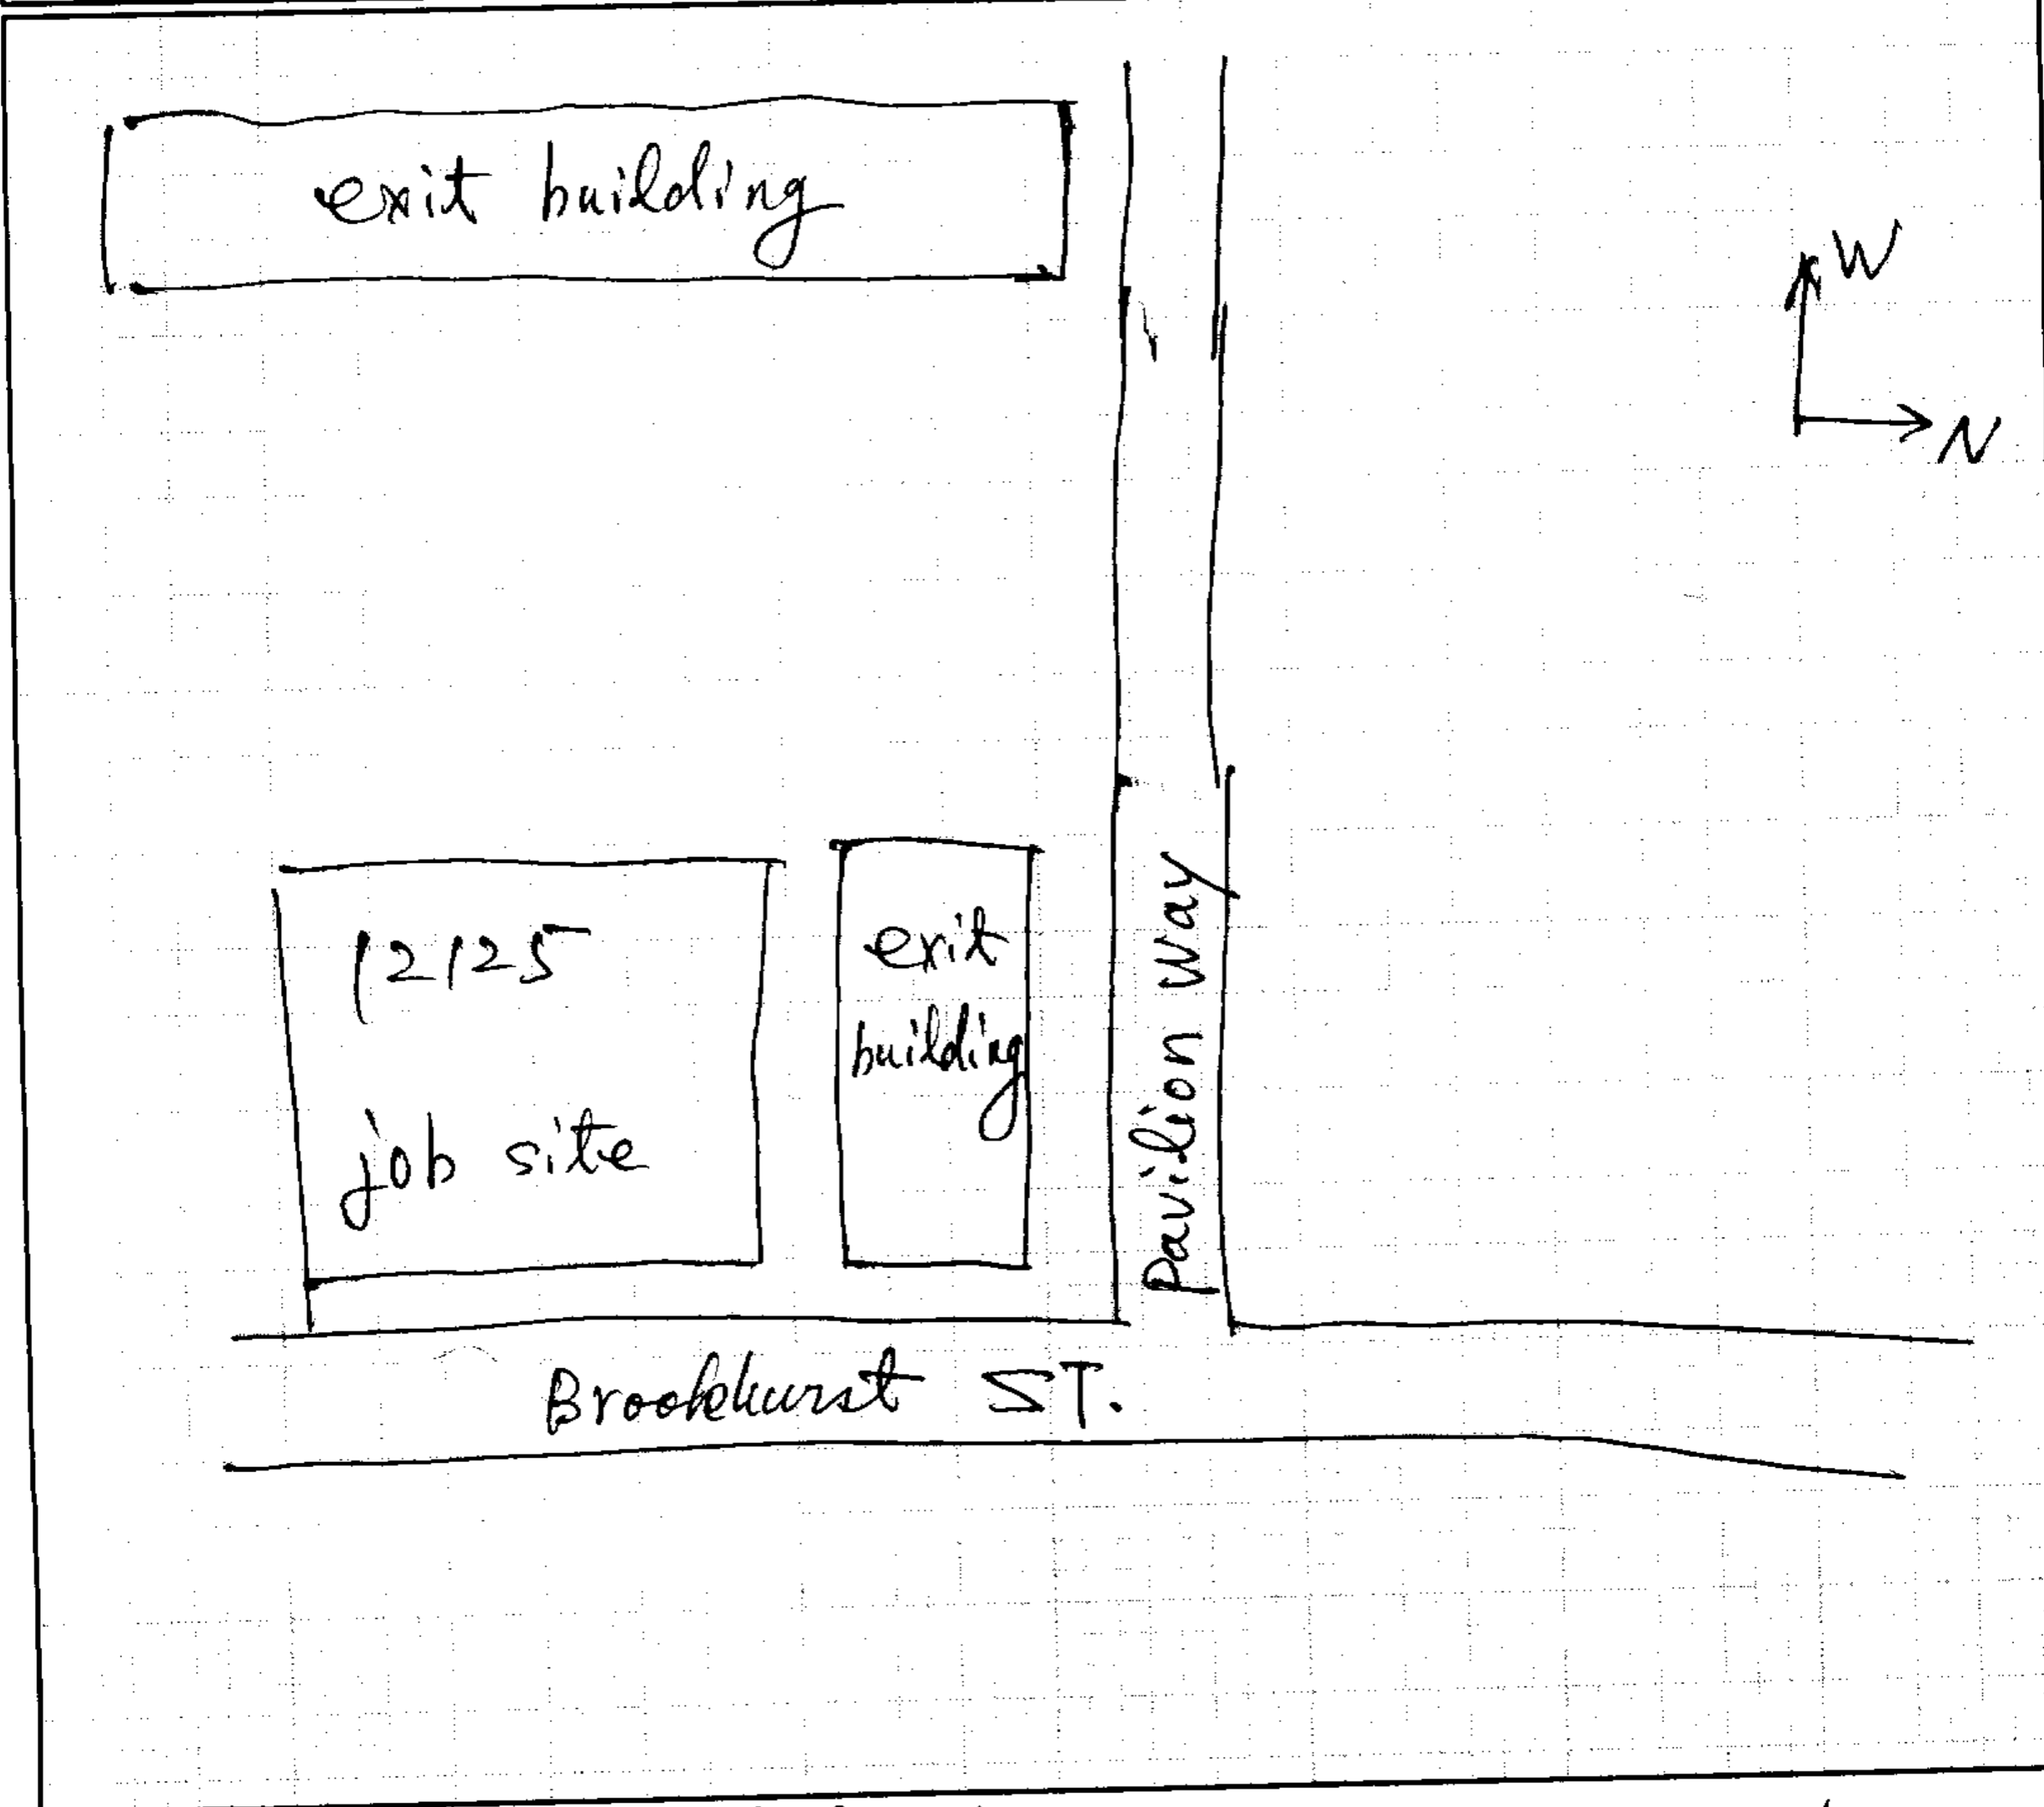 exit building
W
N
12125
job site
exit
building
Pavilion Way
Brookhurst ST.